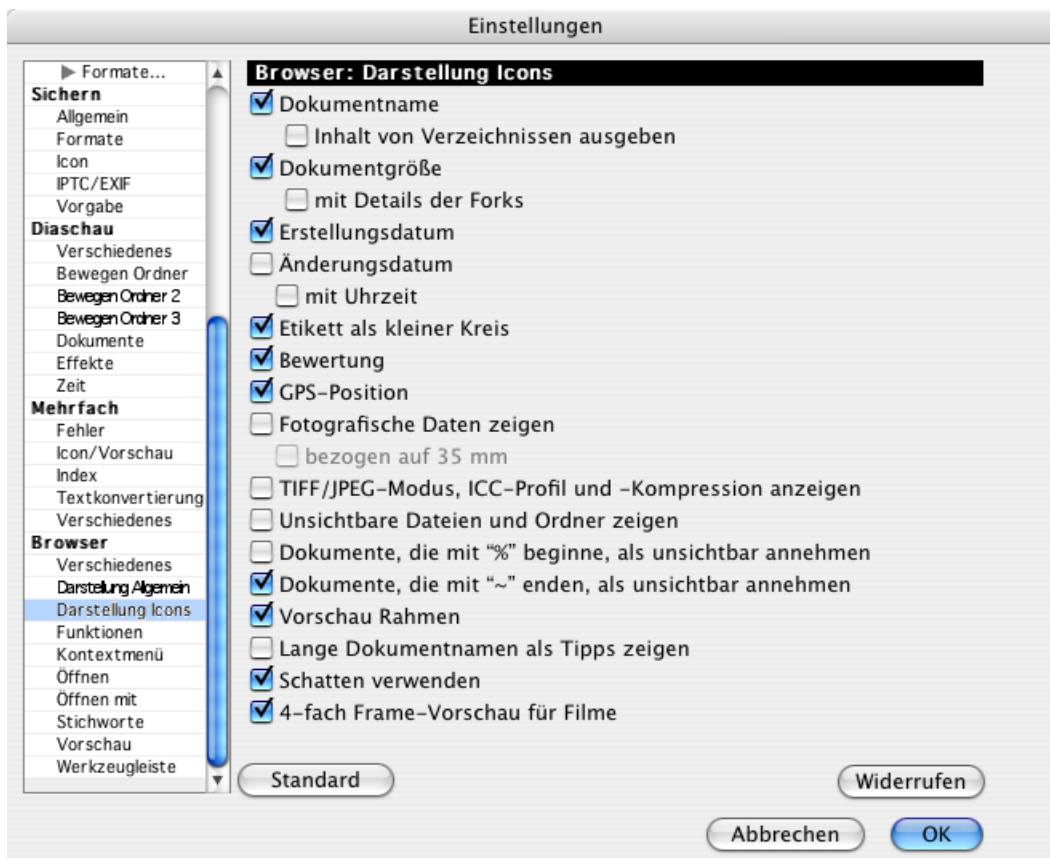 Einstellungen
▶ Formate...
Sichern
Allgemein
Formate
Icon
IPTC/EXIF
Vorgabe
Diaschau
Verschiedenes
Bewegen Ordner
Bewegen Ordner 2
Bewegen Ordner 3
Dokumente
Effekte
Zeit
Mehrfach
Fehler
Icon/Vorschau
Index
Textkonvertierung
Verschiedenes
Browser
Verschiedenes
Darstellung Algemein
Darstellung Icons
Funktionen
Kontextmenü
Öffnen
Öffnen mit
Stichworte
Vorschau
Werkzeugleiste
Browser: Darstellung Icons
Dokumentname
Inhalt von Verzeichnissen ausgeben
Dokumentgröße
mit Details der Forks
Erstellungsdatum
Änderungsdatum
mit Uhrzeit
Etikett als kleiner Kreis
Bewertung
GPS-Position
Fotografische Daten zeigen
bezogen auf 35 mm
TIFF/JPEG-Modus, ICC-Profil und -Kompression anzeigen
Unsichtbare Dateien und Ordner zeigen
Dokumente, die mit “%” beginne, als unsichtbar annehmen
Dokumente, die mit “~” enden, als unsichtbar annehmen
Vorschau Rahmen
Lange Dokumentnamen als Tipps zeigen
Schatten verwenden
4-fach Frame-Vorschau für Filme
Standard
Widerrufen
Abbrechen
OK